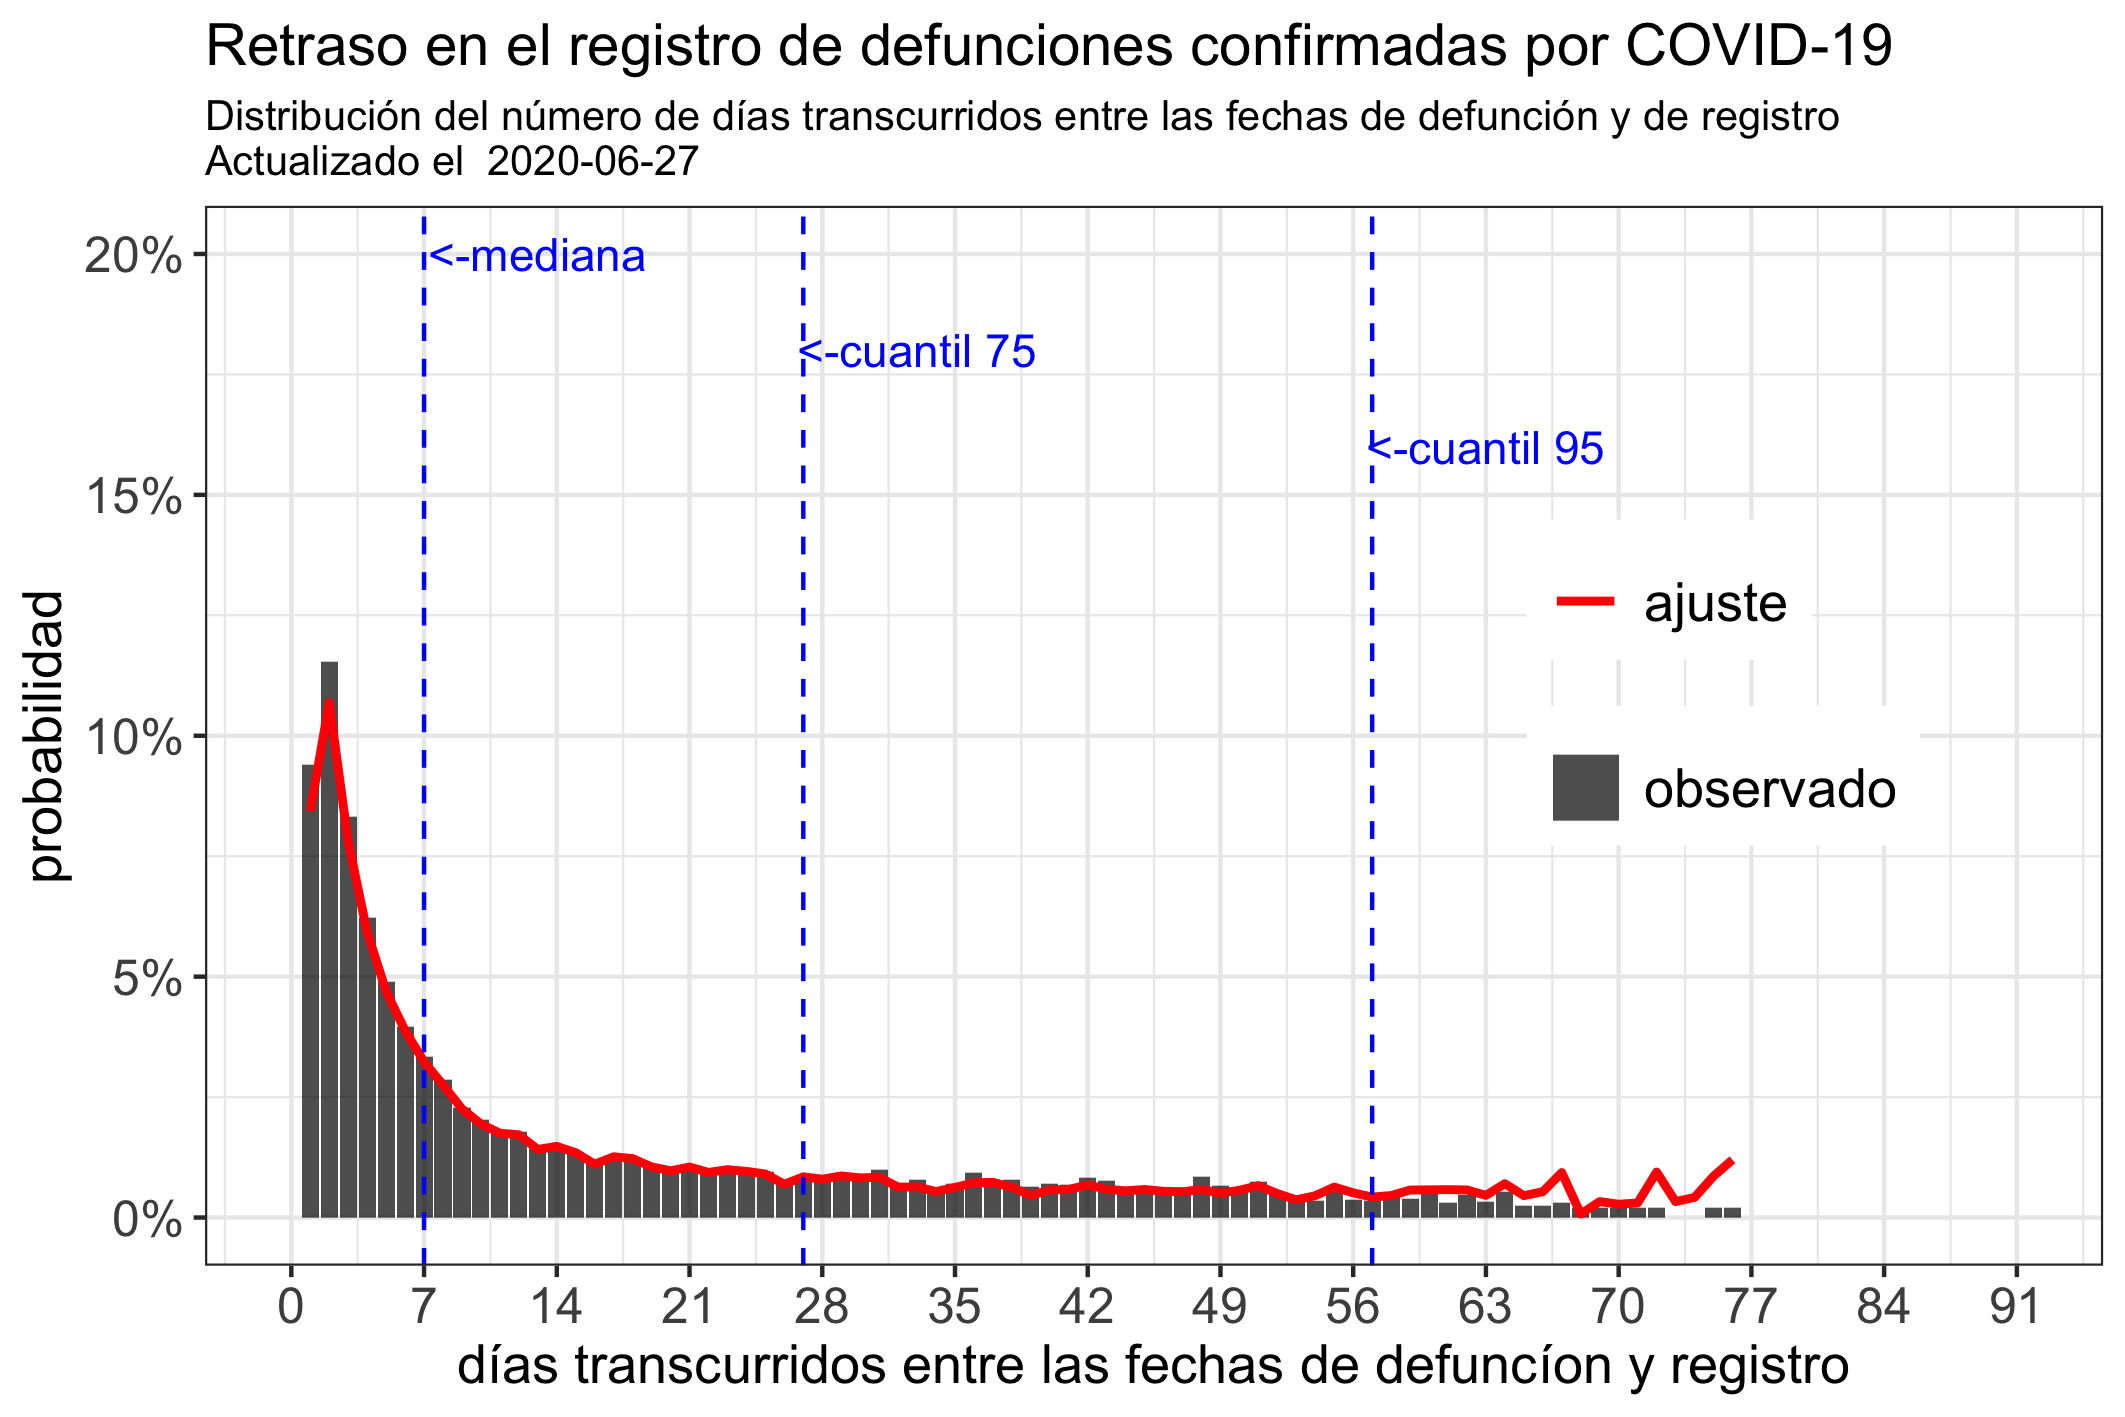 Retraso en el registro de defunciones confirmadas por COVID-19
Distribución del número de días transcurridos entre las fechas de defunción y de registro
Actualizado el  2020-06-27
20%
15%
10%
5%
0%
probabilidad
<-mediana
<-cuantil 75
<-cuantil 95
ajuste
observado
0 7 14 21 28 35 42 49 56 63 70 77 84 91
días transcurridos entre las fechas de defuncíon y registro